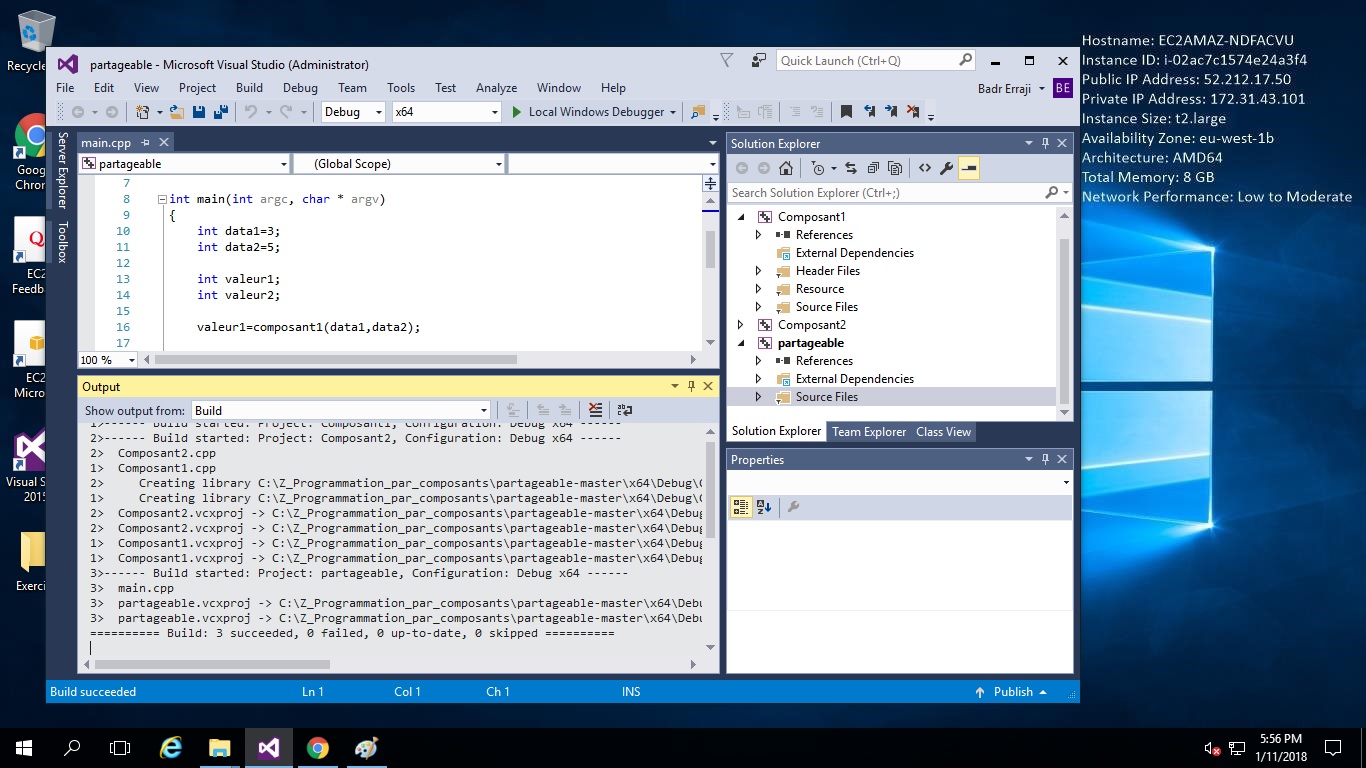 Recycle
Goog
Chron
EC2
Feedba
EC2
Micro
Visual S
2015
Exerci
Hostname: EC2AMAZ-NDFACVU
Instance ID: i-02ac7c1574e24a3f4
Public IP Address: 52.212.17.50
Private IP Address: 172.31.43.101
Instance Size: t2.large
Availability Zone: eu-west-1b
Architecture: AMD64
Total Memory: 8 GB
Network Performance: Low to Moderate
partageable - Microsoft Visual Studio (Administrator)
Quick Launch (Ctrl+Q)
File Edit View Project Build Debug Team Tools Test Analyze Window Help
Badr Erraji BE
Debug x64 Local Windows Debugger
Server Explorer
Toolbox
main.cpp
partageable (Global Scope)
7
8 int main(int argc, char * argv)
9 {
10 int data1=3;
11 int data2=5;
12
13 int valeur1;
14 int valeur2;
15
16 valeur1=composant1(data1,data2);
17
100 %
Output
Show output from: Build
1>------ Build started: Project: Composant1, Configuration: Debug x64 ------
2>------ Build started: Project: Composant2, Configuration: Debug x64 ------
2> Composant2.cpp
1> Composant1.cpp
2> Creating library C:\Z_Programmation_par_composants\partageable-master\x64\Debug\
1> Creating library C:\Z_Programmation_par_composants\partageable-master\x64\Debug\
2> Composant2.vcxproj -> C:\Z_Programmation_par_composants\partageable-master\x64\Debug
2> Composant2.vcxproj -> C:\Z_Programmation_par_composants\partageable-master\x64\Debug
1> Composant1.vcxproj -> C:\Z_Programmation_par_composants\partageable-master\x64\Debug
1> Composant1.vcxproj -> C:\Z_Programmation_par_composants\partageable-master\x64\Debug
3>------ Build started: Project: partageable, Configuration: Debug x64 ------
3> main.cpp
3> partageable.vcxproj -> C:\Z_Programmation_par_composants\partageable-master\x64\Debu
3> partageable.vcxproj -> C:\Z_Programmation_par_composants\partageable-master\x64\Debu
========== Build: 3 succeeded, 0 failed, 0 up-to-date, 0 skipped ==========
Solution Explorer
Search Solution Explorer (Ctrl+;)
Composant1
References
External Dependencies
Header Files
Resource
Source Files
Composant2
partageable
References
External Dependencies
Source Files
Solution Explorer Team Explorer Class View
Properties
Build succeeded Ln 1 Col 1 Ch 1 INS Publish
5:56 PM
1/11/2018